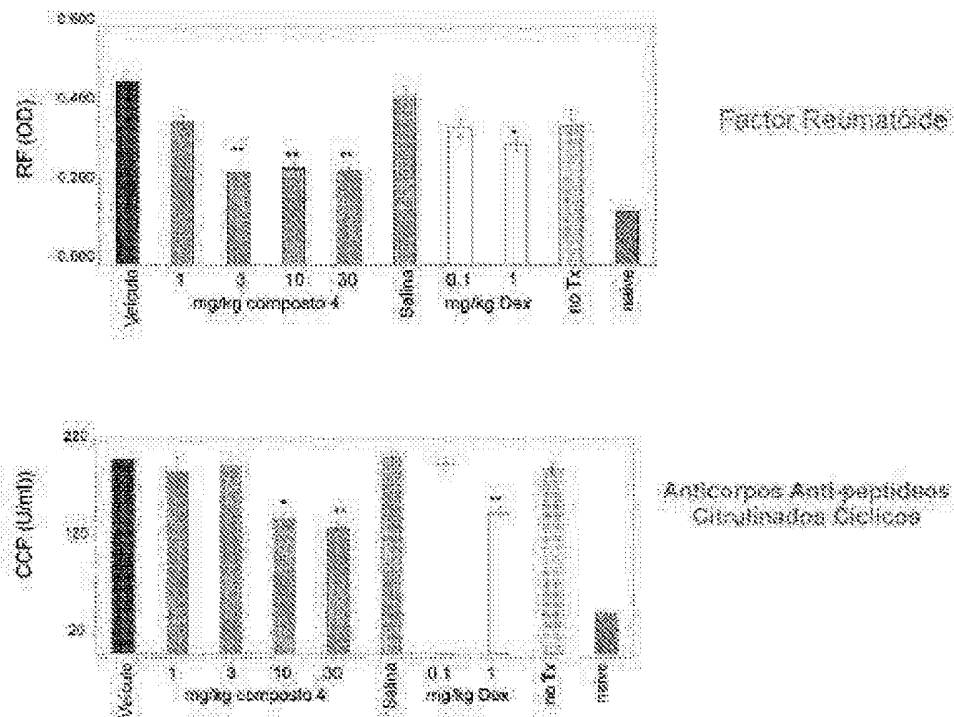 0.600
0.400
0.200
0.000
RF (OD)
Factor Reumatóide
** ** ** *
Veículo 1 3 10 30 Salina 0.1 1 no Tx naive
mg/kg composto 4 mg/kg Dex
220
120
20
CCP (U/ml)
Anticorpos Anti-peptídeos
Citrulinados Cíclicos
* ** **
Veículo 1 3 10 30 Salina 0.1 1 no Tx naive
mg/kg composto 4 mg/kg Dex